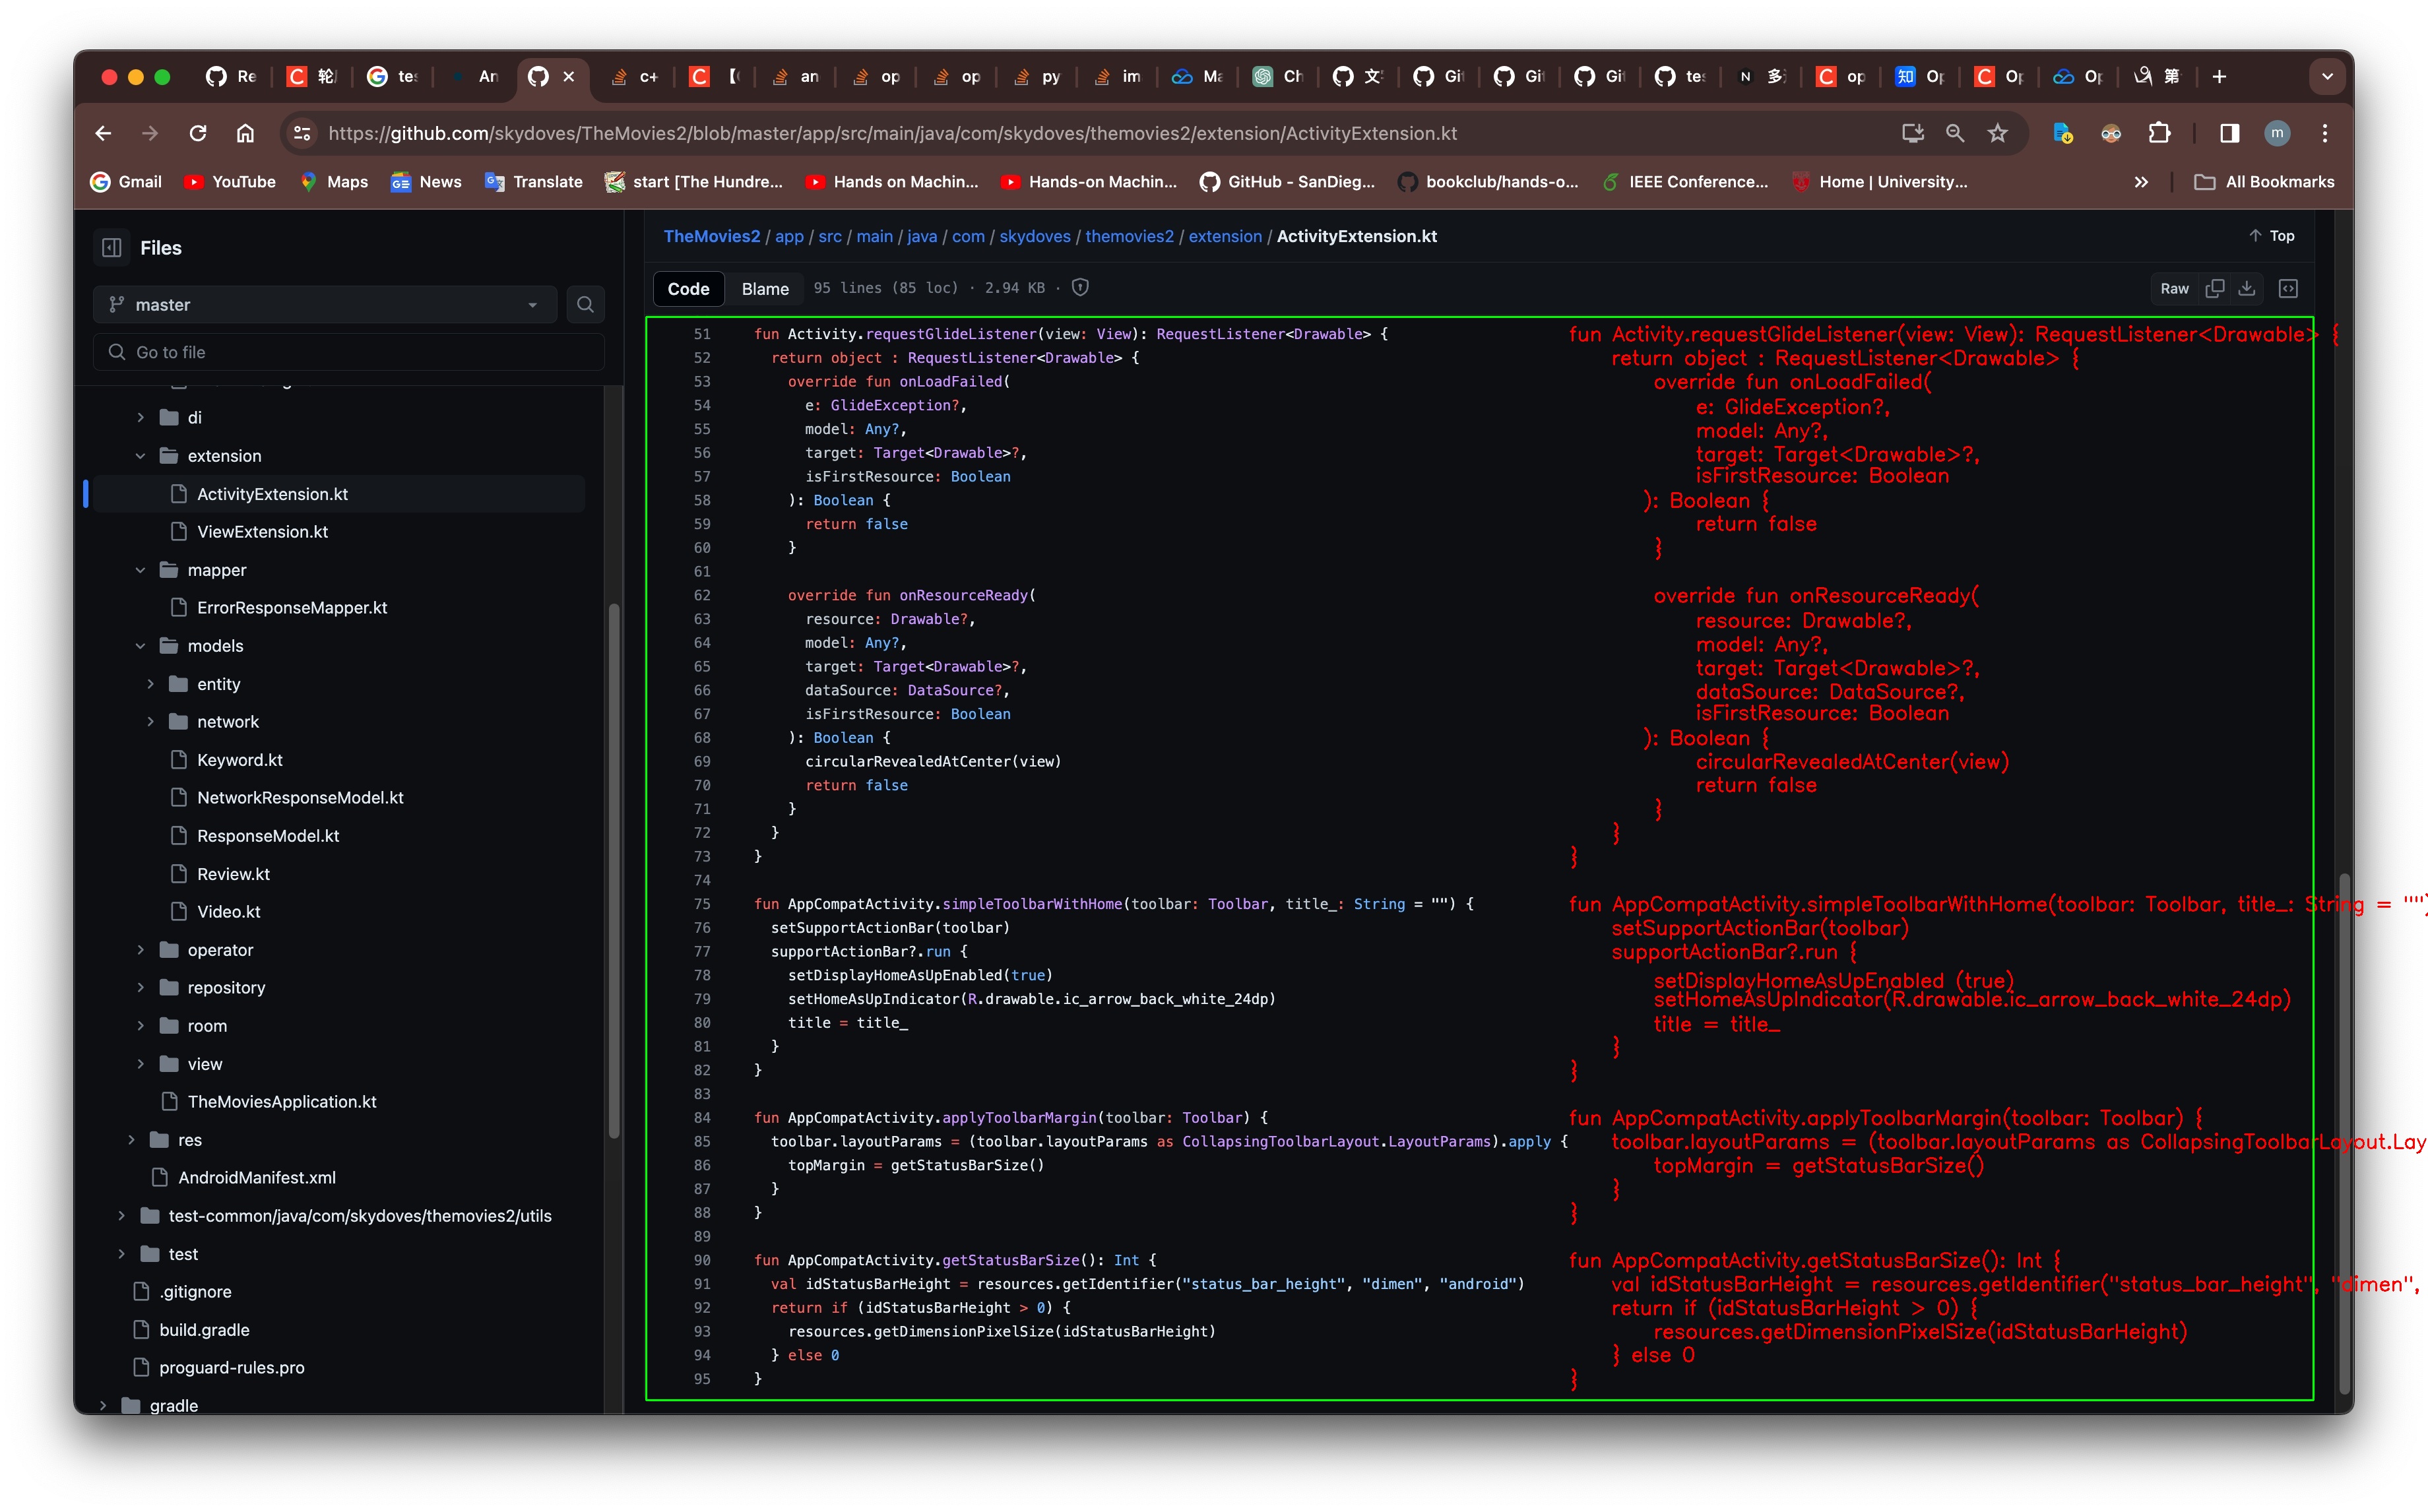 Re 轮 tes An c+ 【 an op op py im Ma Ch 文 Git Git Git tes 多 op Op Op Op 第
https://github.com/skydoves/TheMovies2/blob/master/app/src/main/java/com/skydoves/themovies2/extension/ActivityExtension.kt m
Gmail YouTube Maps News Translate start [The Hundre... Hands on Machin... Hands-on Machin... GitHub - SanDieg... bookclub/hands-o... IEEE Conference... Home | University... All Bookmarks
Files
master
Go to file
di
extension
ActivityExtension.kt
ViewExtension.kt
mapper
ErrorResponseMapper.kt
models
entity
network
Keyword.kt
NetworkResponseModel.kt
ResponseModel.kt
Review.kt
Video.kt
operator
repository
room
view
TheMoviesApplication.kt
res
AndroidManifest.xml
test-common/java/com/skydoves/themovies2/utils
test
.gitignore
build.gradle
proguard-rules.pro
gradle
TheMovies2 / app / src / main / java / com / skydoves / themovies2 / extension / ActivityExtension.kt Top
Code Blame 95 lines (85 loc) · 2.94 KB · Raw
51 fun Activity.requestGlideListener(view: View): RequestListener<Drawable> {
52 return object : RequestListener<Drawable> {
53 override fun onLoadFailed(
54 e: GlideException?,
55 model: Any?,
56 target: Target<Drawable>?,
57 isFirstResource: Boolean
58 ): Boolean {
59 return false
60 }
61
62 override fun onResourceReady(
63 resource: Drawable?,
64 model: Any?,
65 target: Target<Drawable>?,
66 dataSource: DataSource?,
67 isFirstResource: Boolean
68 ): Boolean {
69 circularRevealedAtCenter(view)
70 return false
71 }
72 }
73 }
74
75 fun AppCompatActivity.simpleToolbarWithHome(toolbar: Toolbar, title_: String = "") {
76 setSupportActionBar(toolbar)
77 supportActionBar?.run {
78 setDisplayHomeAsUpEnabled(true)
79 setHomeAsUpIndicator(R.drawable.ic_arrow_back_white_24dp)
80 title = title_
81 }
82 }
83
84 fun AppCompatActivity.applyToolbarMargin(toolbar: Toolbar) {
85 toolbar.layoutParams = (toolbar.layoutParams as CollapsingToolbarLayout.LayoutParams).apply {
86 topMargin = getStatusBarSize()
87 }
88 }
89
90 fun AppCompatActivity.getStatusBarSize(): Int {
91 val idStatusBarHeight = resources.getIdentifier("status_bar_height", "dimen", "android")
92 return if (idStatusBarHeight > 0) {
93 resources.getDimensionPixelSize(idStatusBarHeight)
94 } else 0
95 }
fun Activity.requestGlideListener(view: View): RequestListener<Drawable> {
return object : RequestListener<Drawable> {
override fun onLoadFailed(
e: GlideException?,
model: Any?,
target: Target<Drawable>?,
isFirstResource: Boolean
): Boolean {
return false
}
override fun onResourceReady(
resource: Drawable?,
model: Any?,
target: Target<Drawable>?,
dataSource: DataSource?,
isFirstResource: Boolean
): Boolean {
circularRevealedAtCenter(view)
return false
}
}
}
fun AppCompatActivity.simpleToolbarWithHome(toolbar: Toolbar, title_: String = "")
setSupportActionBar(toolbar)
supportActionBar?.run {
setDisplayHomeAsUpEnabled (true)
setHomeAsUpIndicator(R.drawable.ic_arrow_back_white_24dp)
title = title_
}
}
fun AppCompatActivity.applyToolbarMargin(toolbar: Toolbar) {
toolbar.layoutParams = (toolbar.layoutParams as CollapsingToolbarLayout.Lay
topMargin = getStatusBarSize()
}
}
fun AppCompatActivity.getStatusBarSize(): Int {
val idStatusBarHeight = resources.getIdentifier("status_bar_height", "dimen",
return if (idStatusBarHeight > 0) {
resources.getDimensionPixelSize(idStatusBarHeight)
} else 0
}